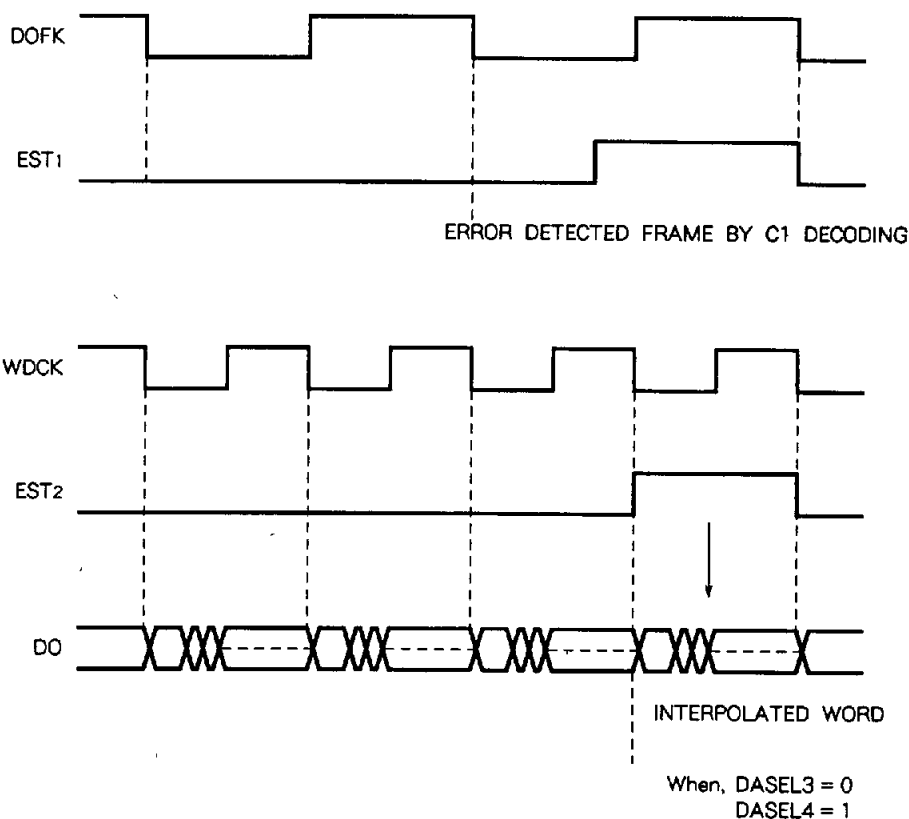 DOFK
EST1
ERROR DETECTED FRAME BY C1 DECODING
WDCK
EST2
DO
INTERPOLATED WORD
When, DASEL3 = 0
DASEL4 = 1